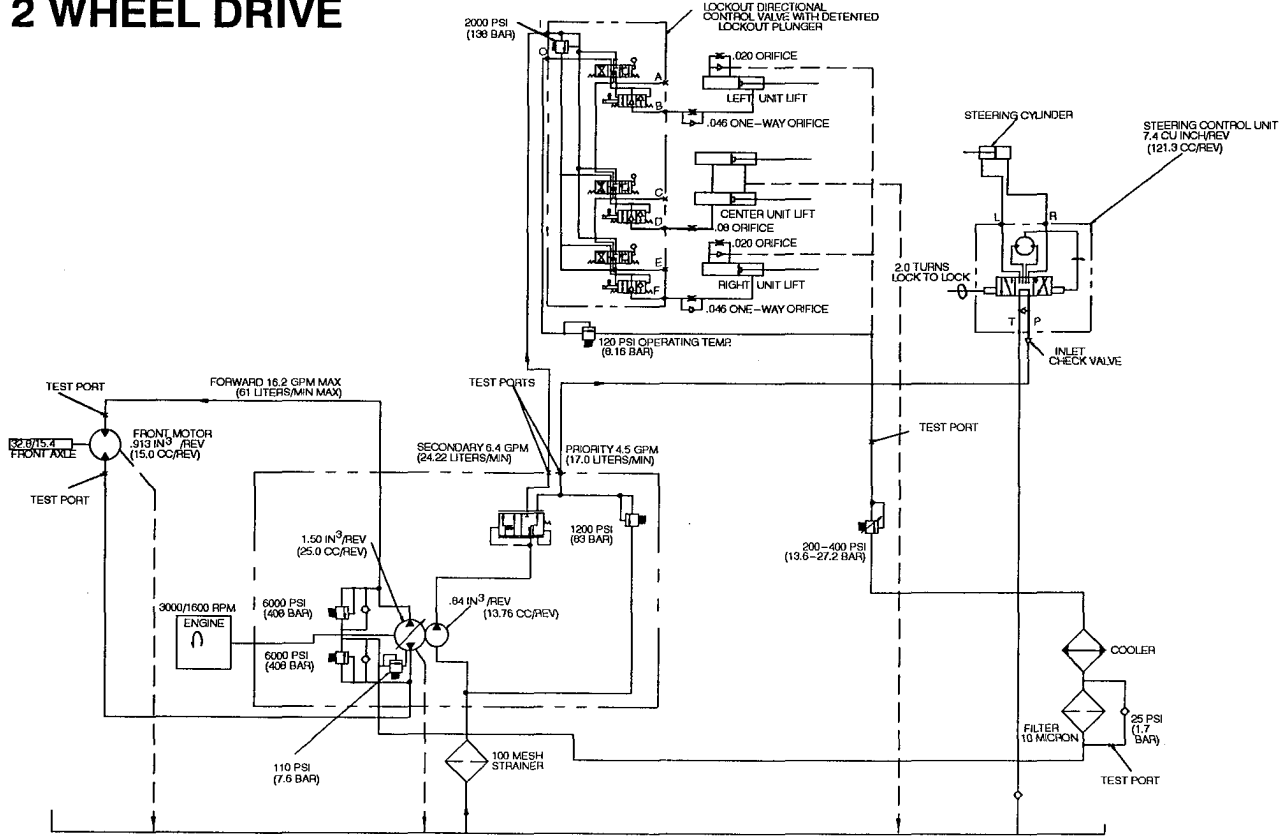 2 WHEEL DRIVE
LOCKOUT DIRECTIONAL
CONTROL VALVE WITH DETENTED
LOCKOUT PLUNGER
2000 PSI
(138 BAR)
I
O
A
B
C
D
E
F
.020 ORIFICE
LEFT UNIT LIFT
.046 ONE-WAY ORIFICE
CENTER UNIT LIFT
.08 ORIFICE
.020 ORIFICE
RIGHT UNIT LIFT
.046 ONE-WAY ORIFICE
STEERING CYLINDER
STEERING CONTROL UNIT
7.4 CU INCH/REV
(121.3 CC/REV)
L
R
2.0 TURNS
LOCK TO LOCK
T
P
INLET
CHECK VALVE
120 PSI OPERATING TEMP.
(8.16 BAR)
TEST PORT
FORWARD 16.2 GPM MAX
(61 LITERS/MIN MAX)
TEST PORTS
32.8/15.4
FRONT AXLE
FRONT MOTOR
.913 IN³ /REV
(15.0 CC/REV)
SECONDARY 6.4 GPM
(24.22 LITERS/MIN)
PRIORITY 4.5 GPM
(17.0 LITERS/MIN)
TEST PORT
TEST PORT
1200 PSI
(83 BAR)
200-400 PSI
(13.6-27.2 BAR)
1.50 IN³/REV
(25.0 CC/REV)
.84 IN³ /REV
(13.76 CC/REV)
3000/1600 RPM
ENGINE
6000 PSI
(408 BAR)
6000 PSI
(408 BAR)
COOLER
FILTER
10 MICRON
25 PSI
(1.7
BAR)
110 PSI
(7.6 BAR)
100 MESH
STRAINER
TEST PORT